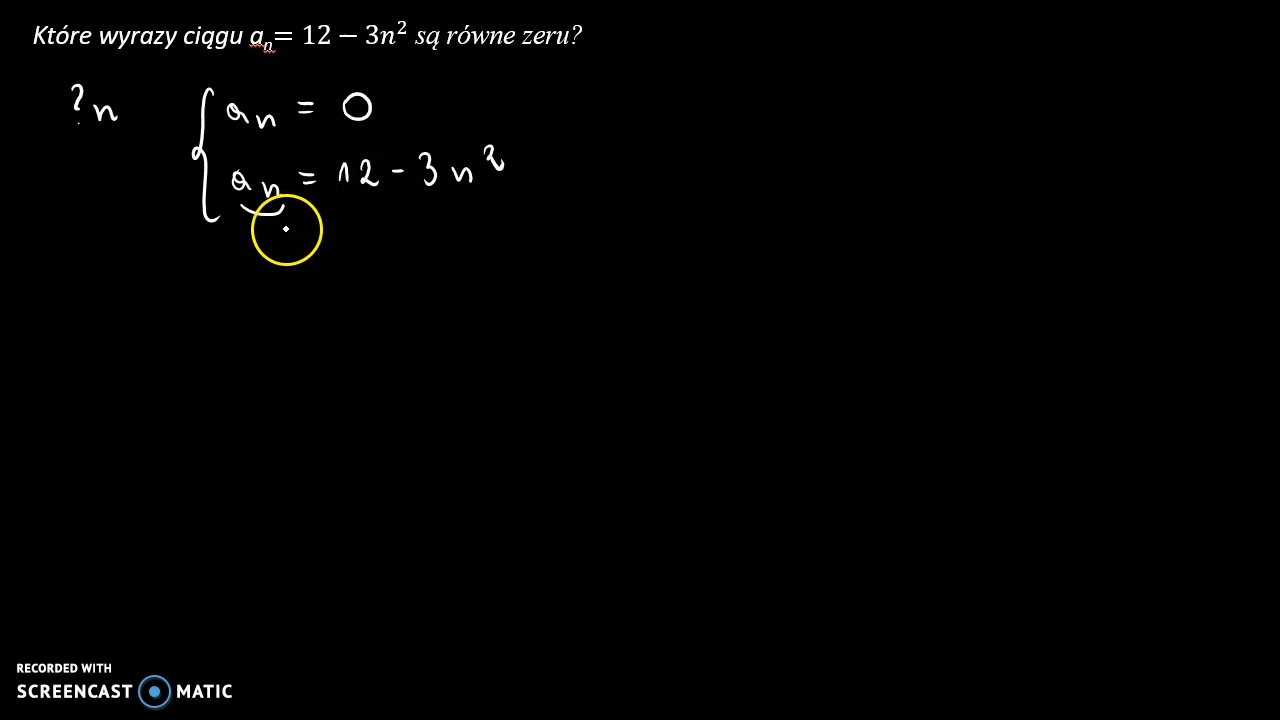 Które wyrazy ciągu aₙ= 12 − 3n² są równe zeru?
? n
aₙ = 0
aₙ = 12 - 3n²
RECORDED WITH
SCREENCAST MATIC